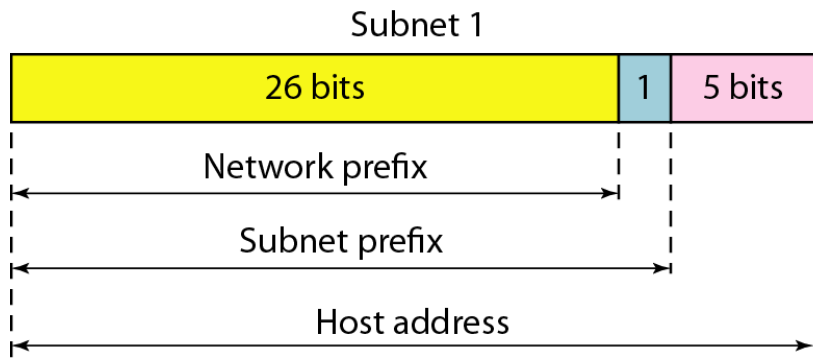 Subnet 1
26 bits 1 5 bits
Network prefix
Subnet prefix
Host address